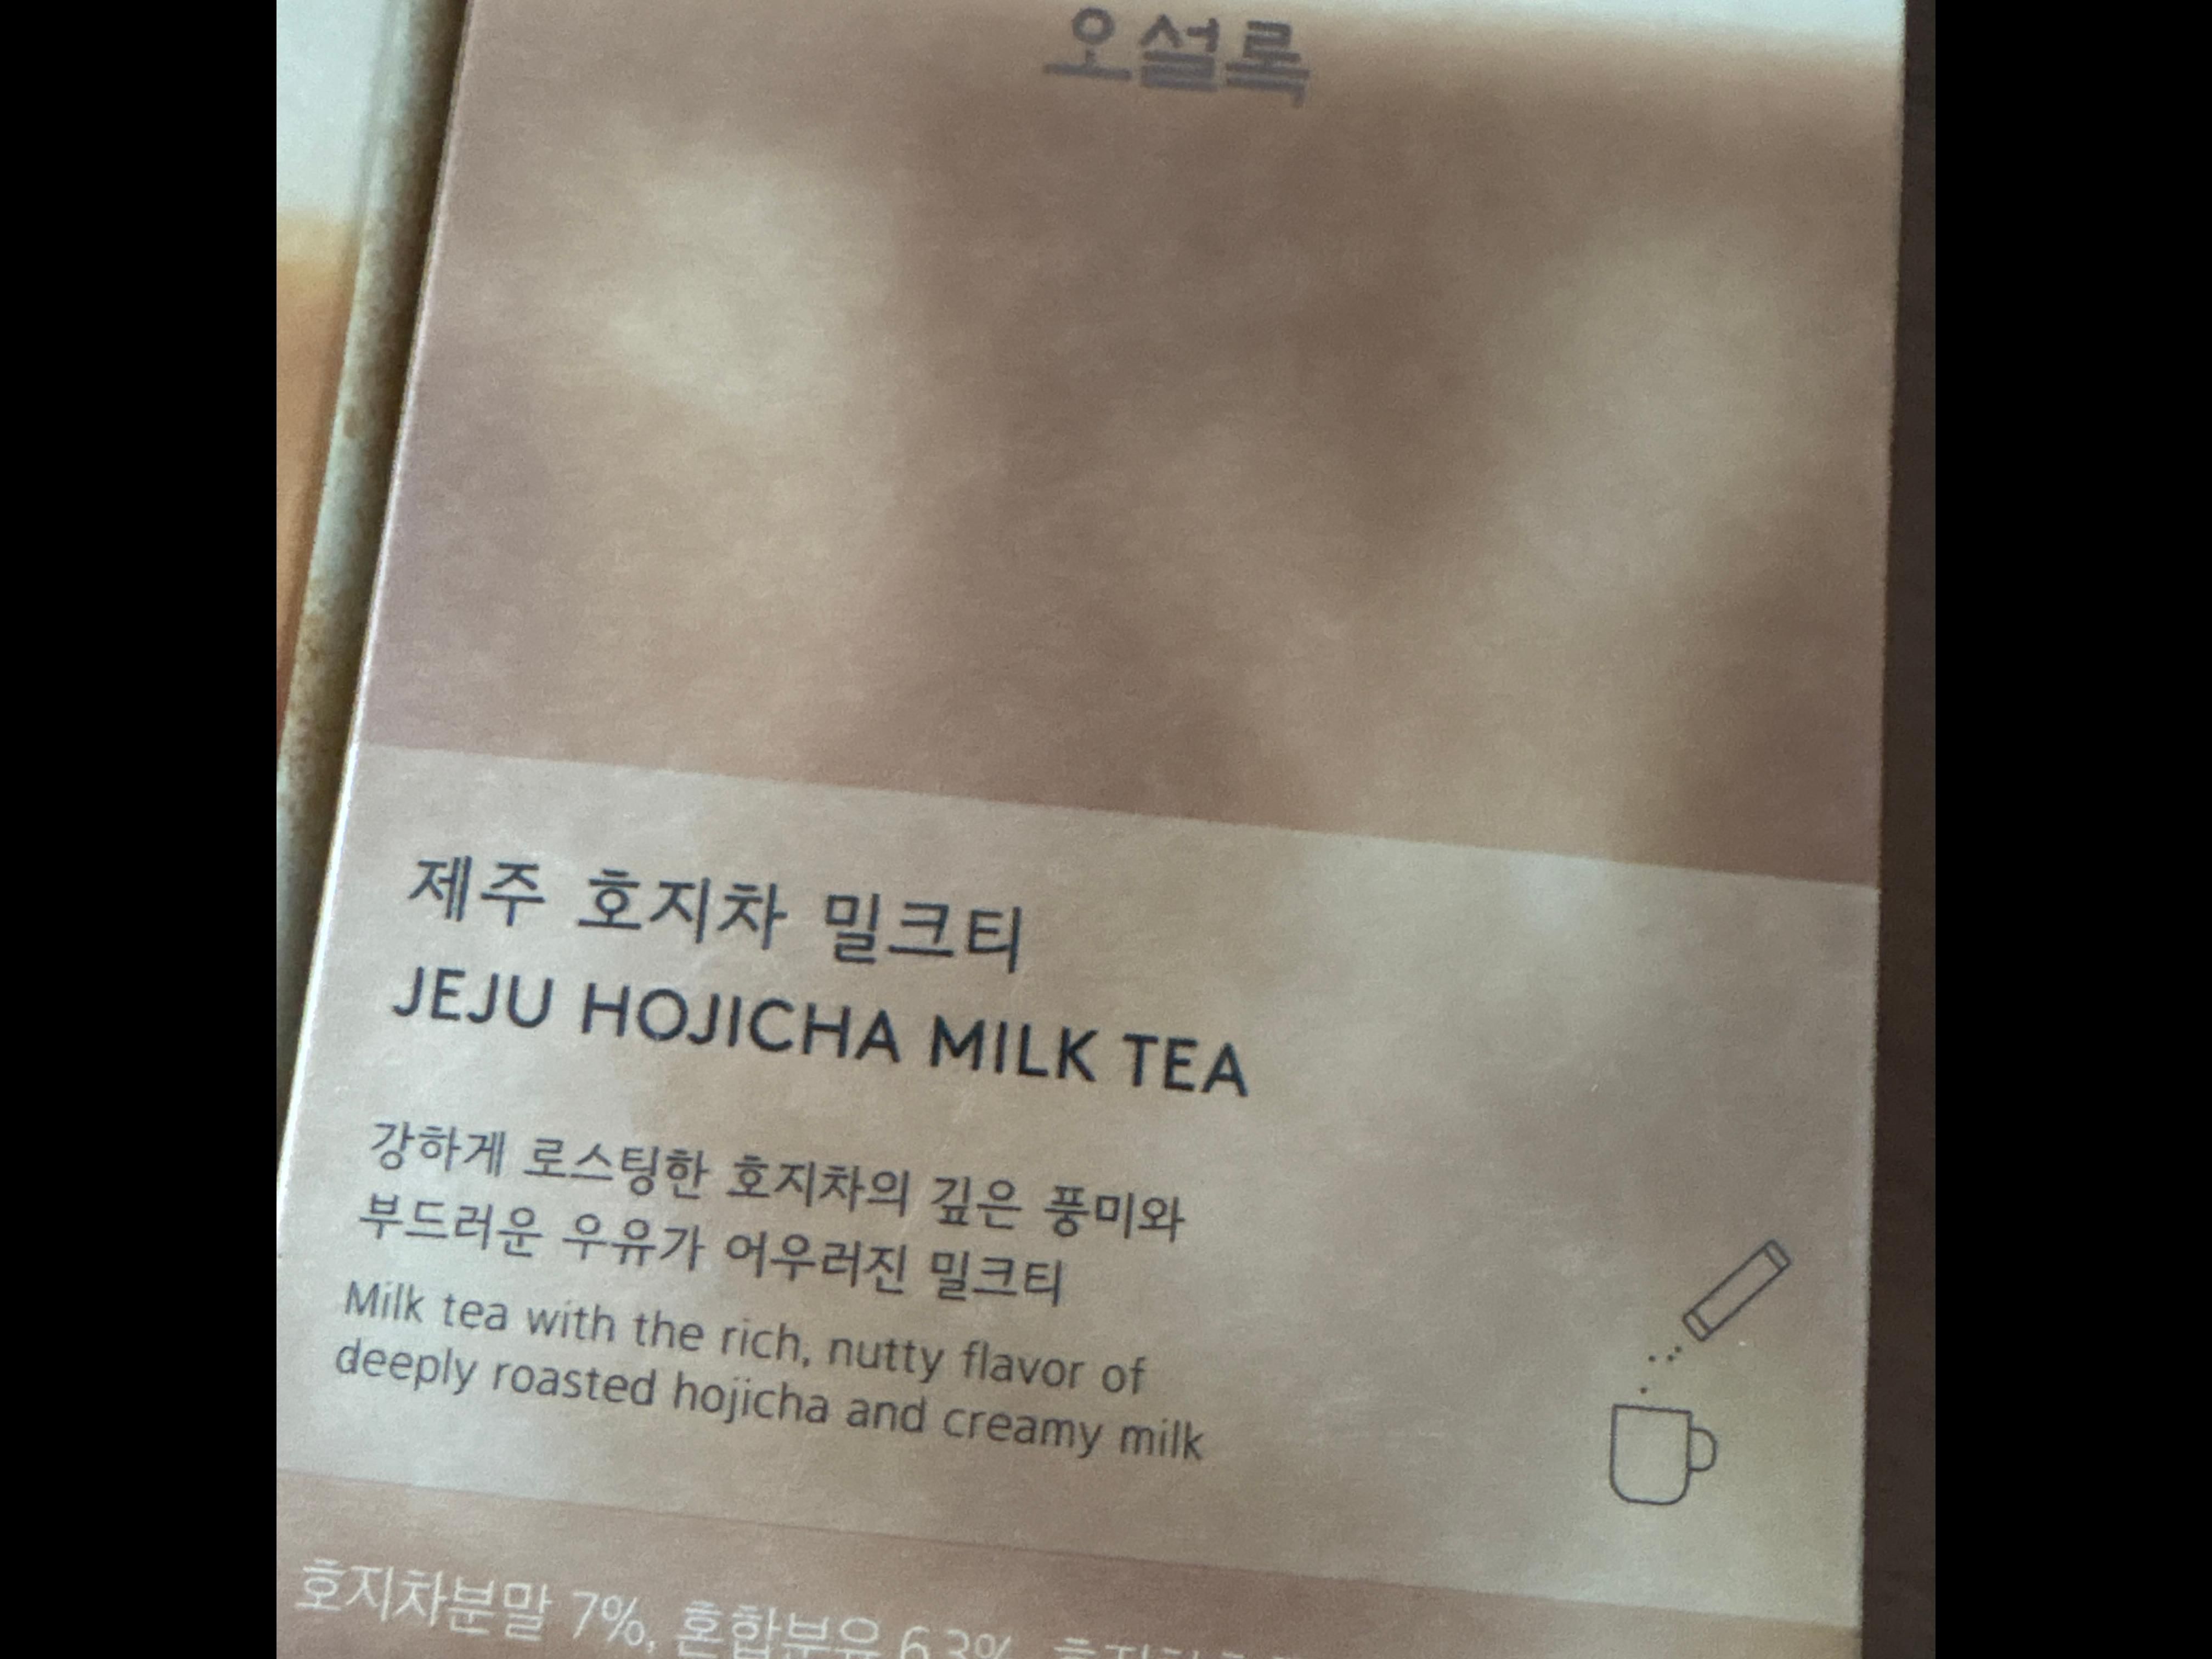 오설록
제주 호지차 밀크티
JEJU HOJICHA MILK TEA
강하게 로스팅한 호지차의 깊은 풍미와
부드러운 우유가 어우러진 밀크티
Milk tea with the rich, nutty flavor of
deeply roasted hojicha and creamy milk
호지차분말 7%, 혼합분유 6.3%,